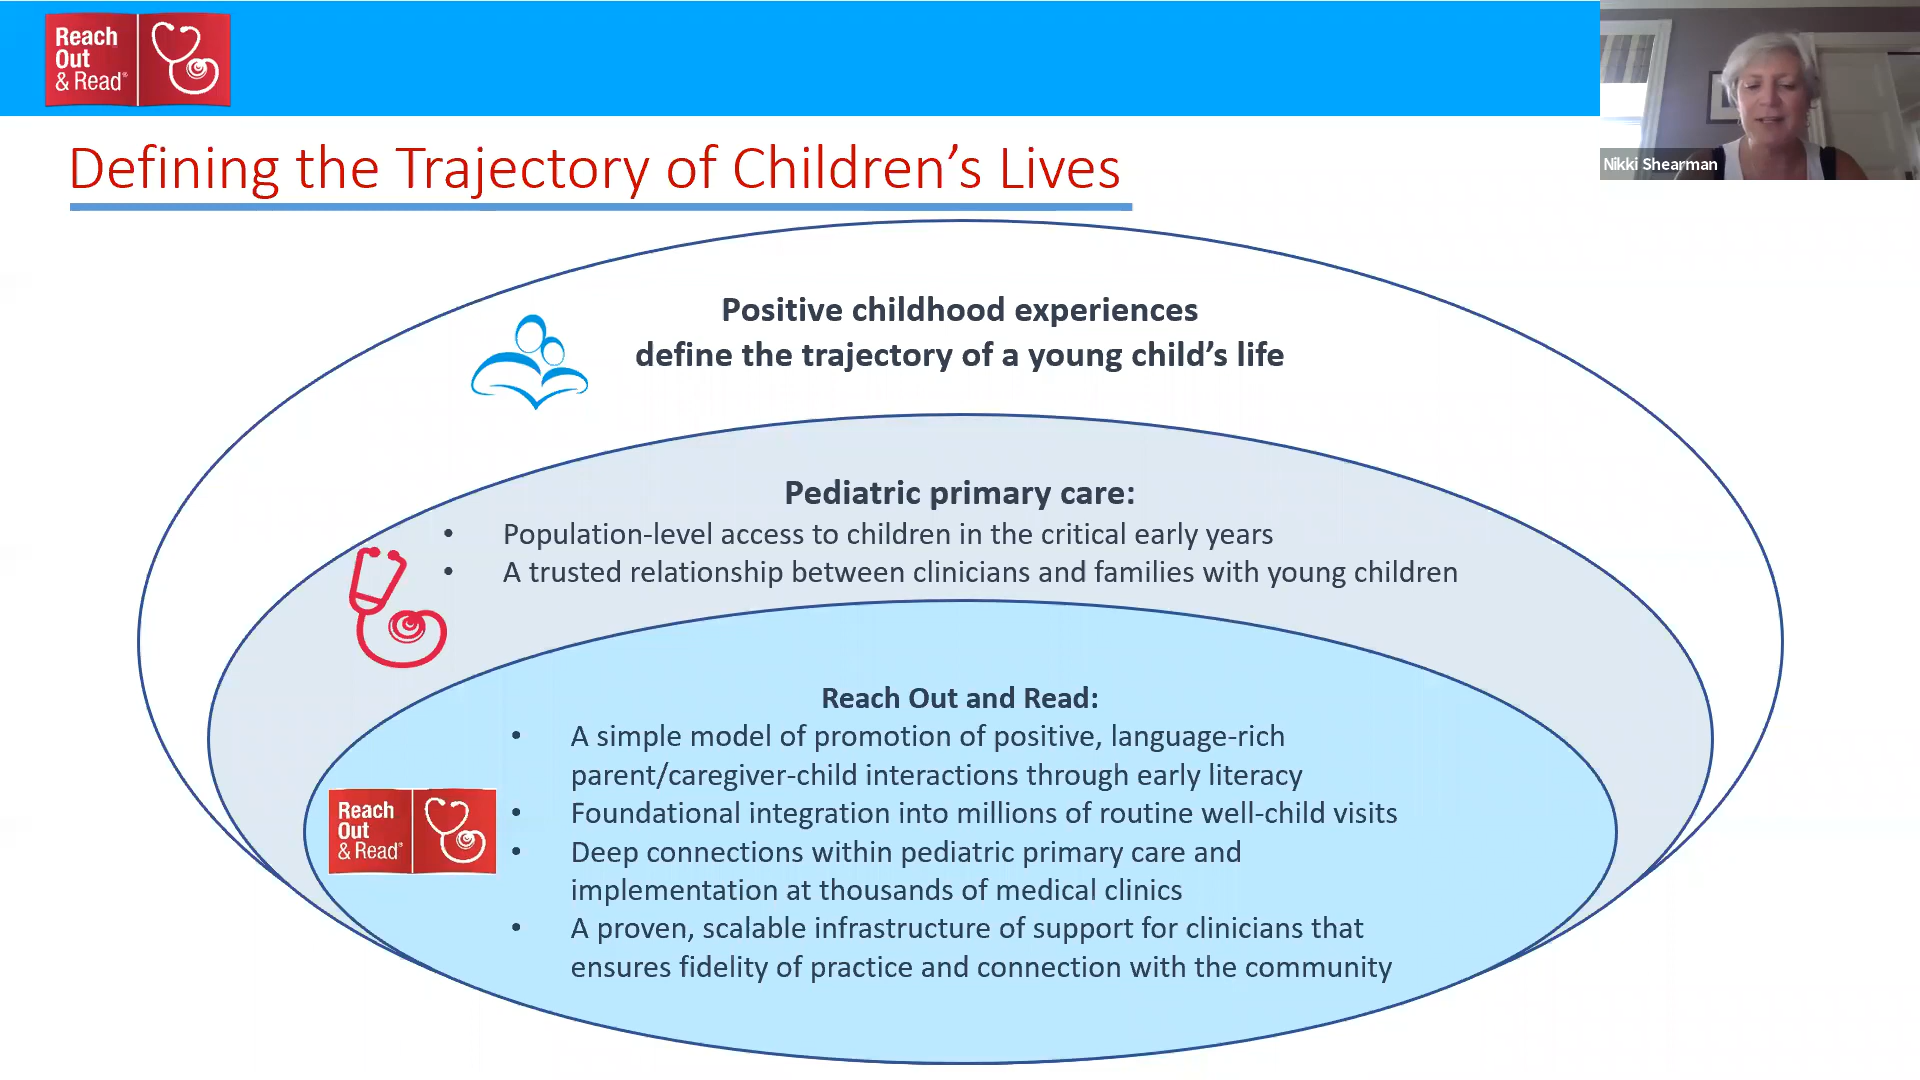 Reach
Out
& Read®
Nikki Shearman
Defining the Trajectory of Children's Lives
Positive childhood experiences
define the trajectory of a young child's life
Pediatric primary care:
• Population-level access to children in the critical early years
• A trusted relationship between clinicians and families with young children
Reach Out and Read:
• A simple model of promotion of positive, language-rich
parent/caregiver-child interactions through early literacy
• Foundational integration into millions of routine well-child visits
• Deep connections within pediatric primary care and
implementation at thousands of medical clinics
• A proven, scalable infrastructure of support for clinicians that
ensures fidelity of practice and connection with the community
Reach
Out
& Read®